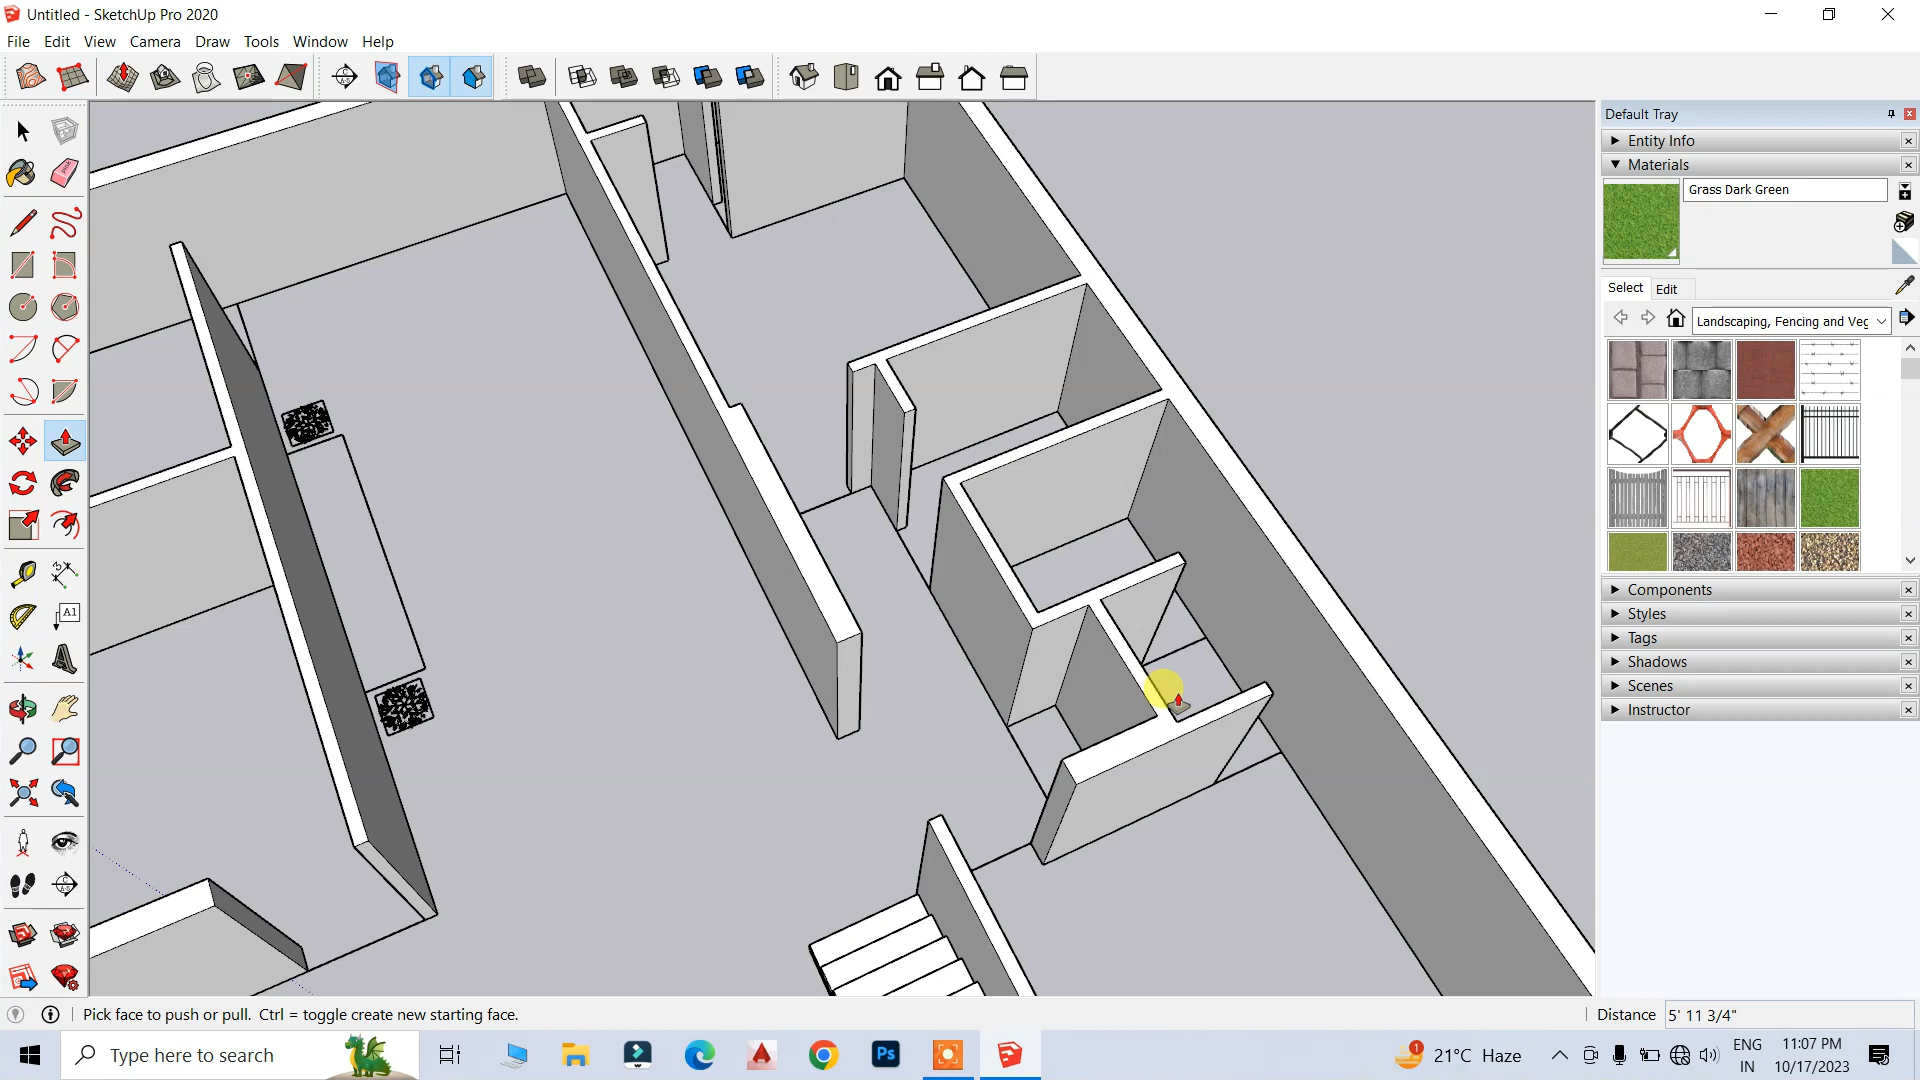 Untitled - SketchUp Pro 2020
File Edit View Camera Draw Tools Window Help
Default Tray
Entity Info
Materials
Grass Dark Green
Select Edit
Landscaping, Fencing and Veg
Components
Styles
Tags
Shadows
Scenes
Instructor
A1
Pick face to push or pull. Ctrl = toggle create new starting face.
Distance 5' 11 3/4"
Type here to search
Ps
1
21°C Haze
ENG
IN
11:07 PM
10/17/2023